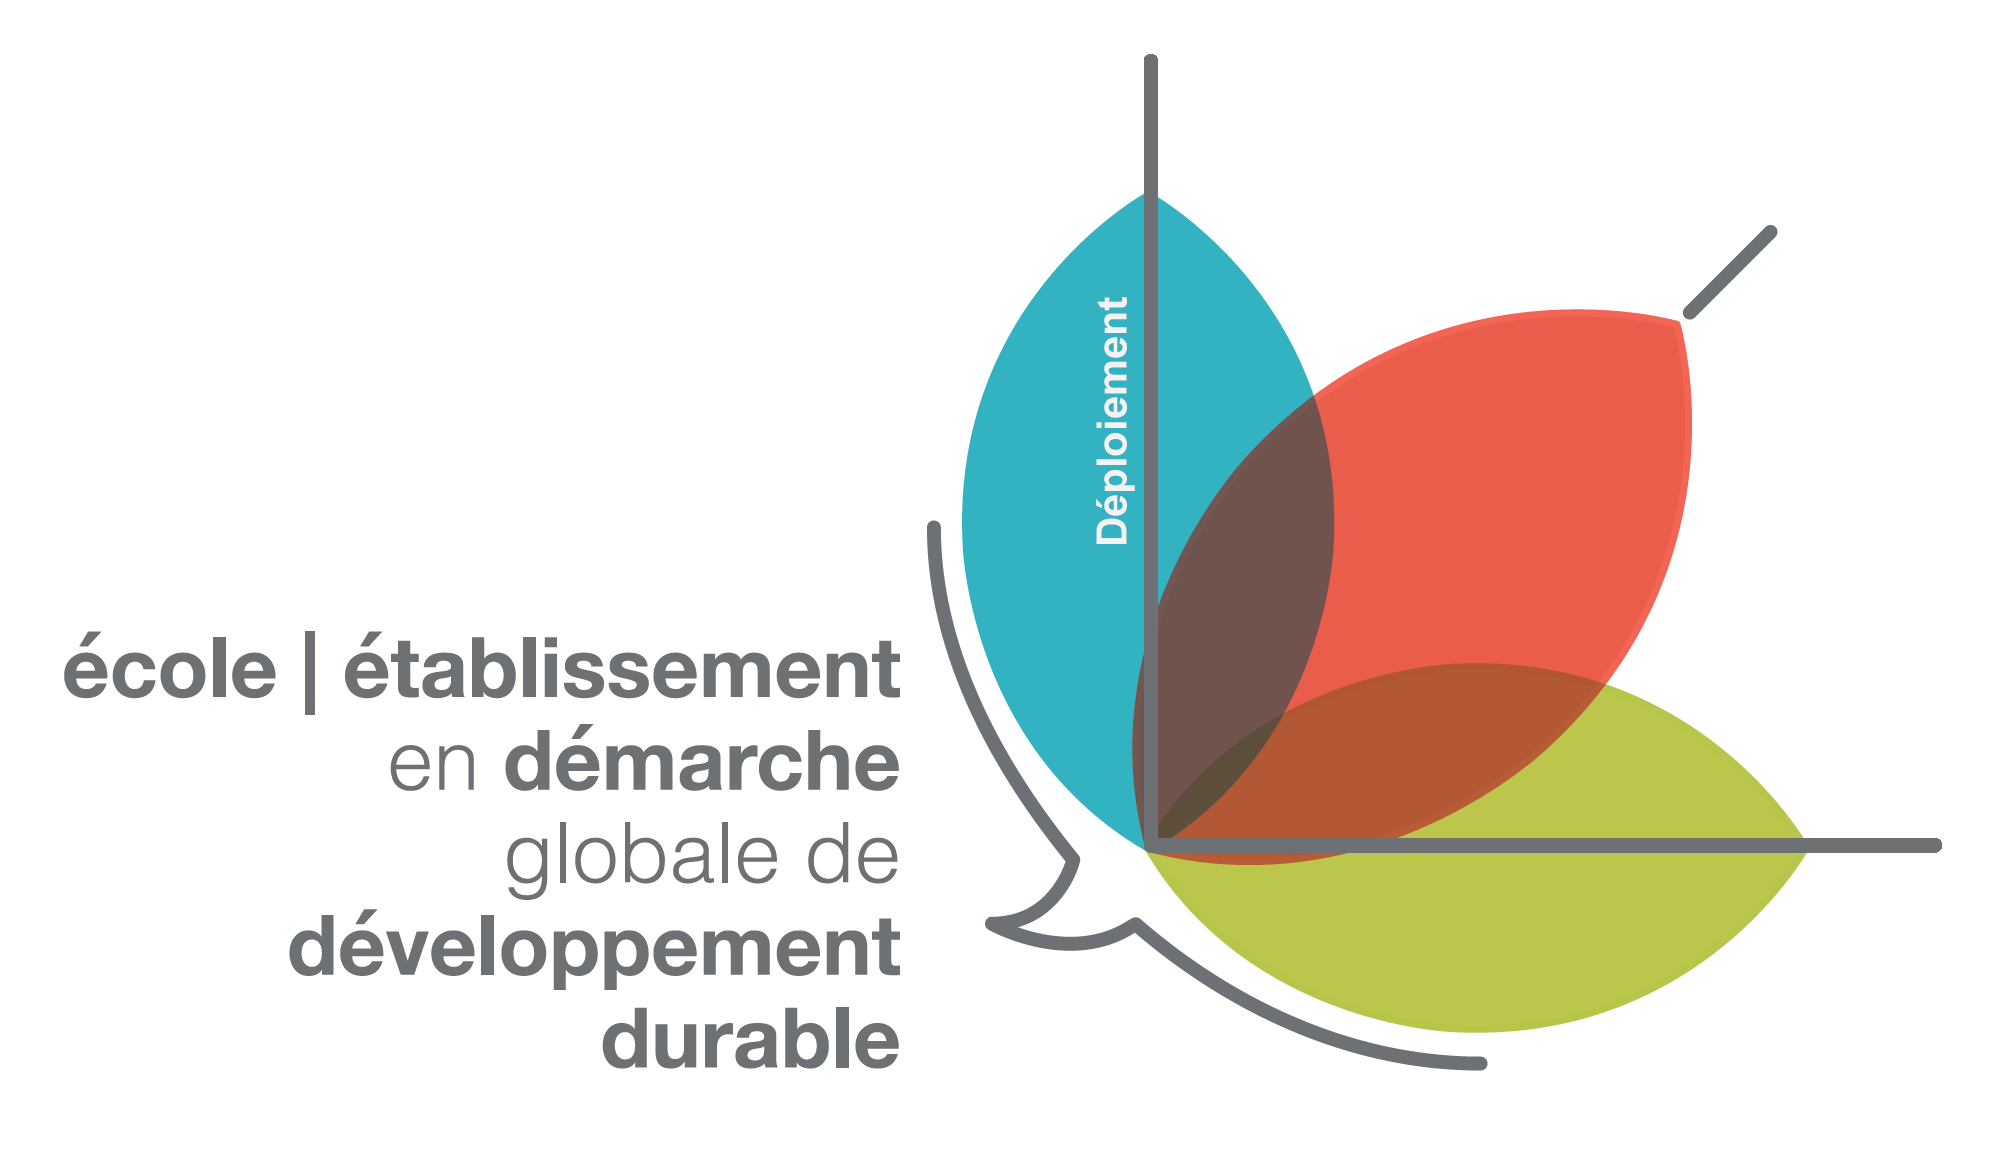 Déploiement
école | établissement
en démarche
globale de
développement
durable